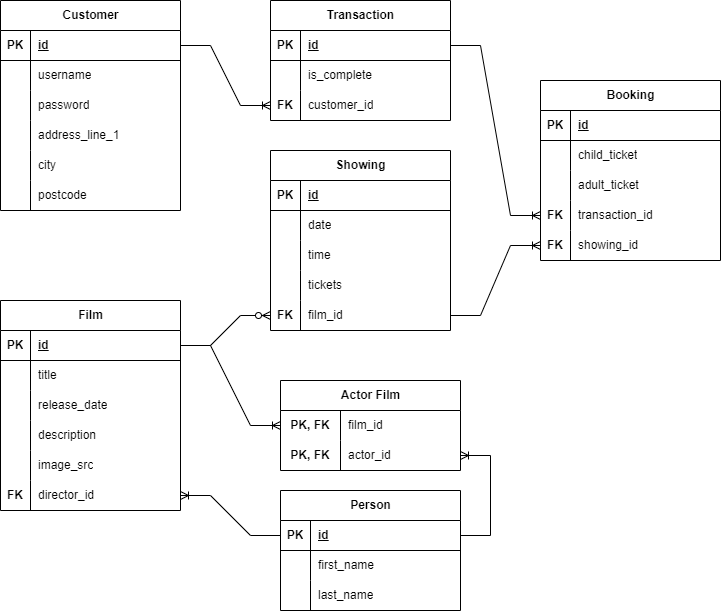 Customer
PK id
username
password
address_line_1
city
postcode
Transaction
PK id
is_complete
FK customer_id
Booking
PK id
child_ticket
adult_ticket
FK transaction_id
FK showing_id
Showing
PK id
date
time
tickets
FK film_id
Film
PK id
title
release_date
description
image_src
FK director_id
Actor Film
PK, FK film_id
PK, FK actor_id
Person
PK id
first_name
last_name